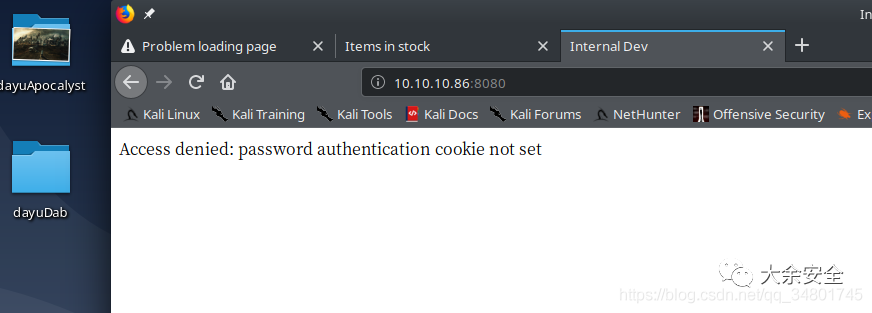 In
Problem loading page
Items in stock
Internal Dev
10.10.10.86:8080
Kali Linux
Kali Training
Kali Tools
Kali Docs
Kali Forums
NetHunter
Offensive Security
Ex
Access denied: password authentication cookie not set
dayuApocalyst
dayuDab
大余安全
https://blog.csdn.net/qq_34801745